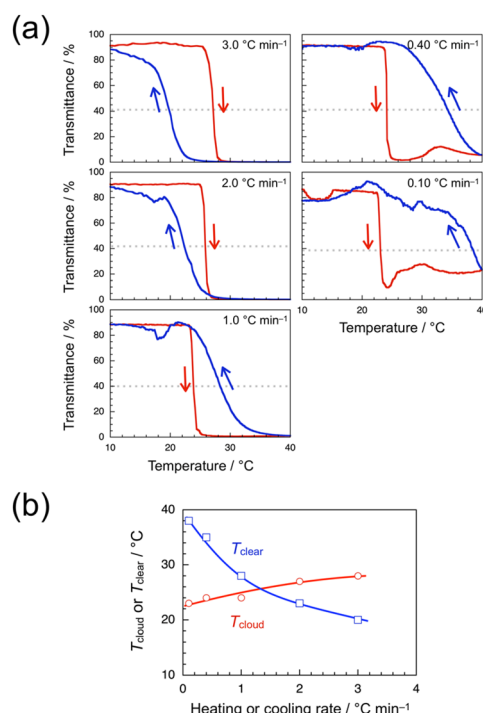 (a)
3.0 °C min⁻¹
Transmittance / %
100
80
60
40
20
0
0.40 °C min⁻¹
2.0 °C min⁻¹
Transmittance / %
100
80
60
40
20
0
0.10 °C min⁻¹
10 20 30 40
Temperature / °C
1.0 °C min⁻¹
Transmittance / %
100
80
60
40
20
0
10 20 30 40
Temperature / °C
(b)
Tcloud or Tclear / °C
40
30
20
10
Tclear
Tcloud
0 1 2 3 4
Heating or cooling rate / °C min⁻¹